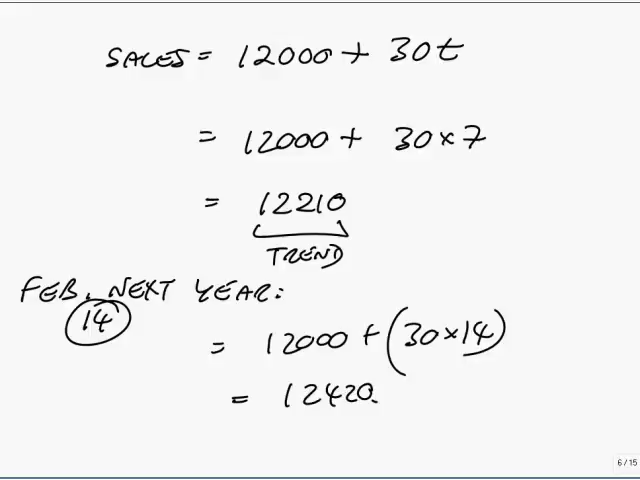 SALES = 12000 + 30t
= 12000 + 30 × 7
= 12210
TREND
FEB. NEXT YEAR:
14
= 12000 + (30 × 14)
= 12420.
6 / 15